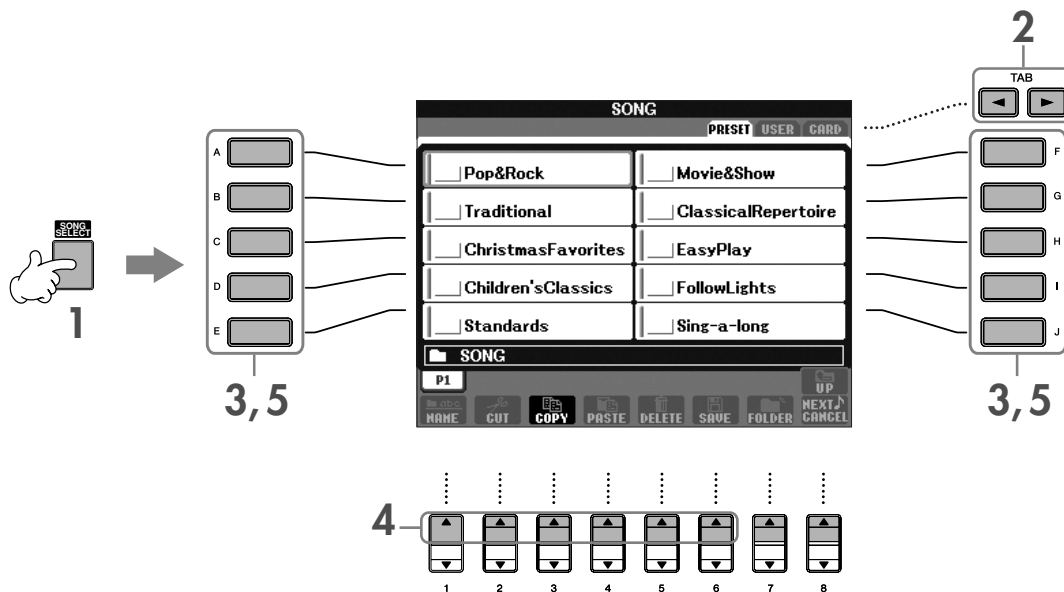 2
TAB
SONG
PRESET USER CARD
A
B
C
D
E
F
G
H
I
J
SONG SELECT
1
3, 5
Pop&Rock
Movie&Show
Traditional
ClassicalRepertoire
ChristmasFavorites
EasyPlay
Children'sClassics
FollowLights
Standards
Sing-a-long
SONG
P1
UP
abc
NAME CUT COPY PASTE DELETE SAVE FOLDER NEXT♪ CANCEL
3, 5
4
1 2 3 4 5 6 7 8